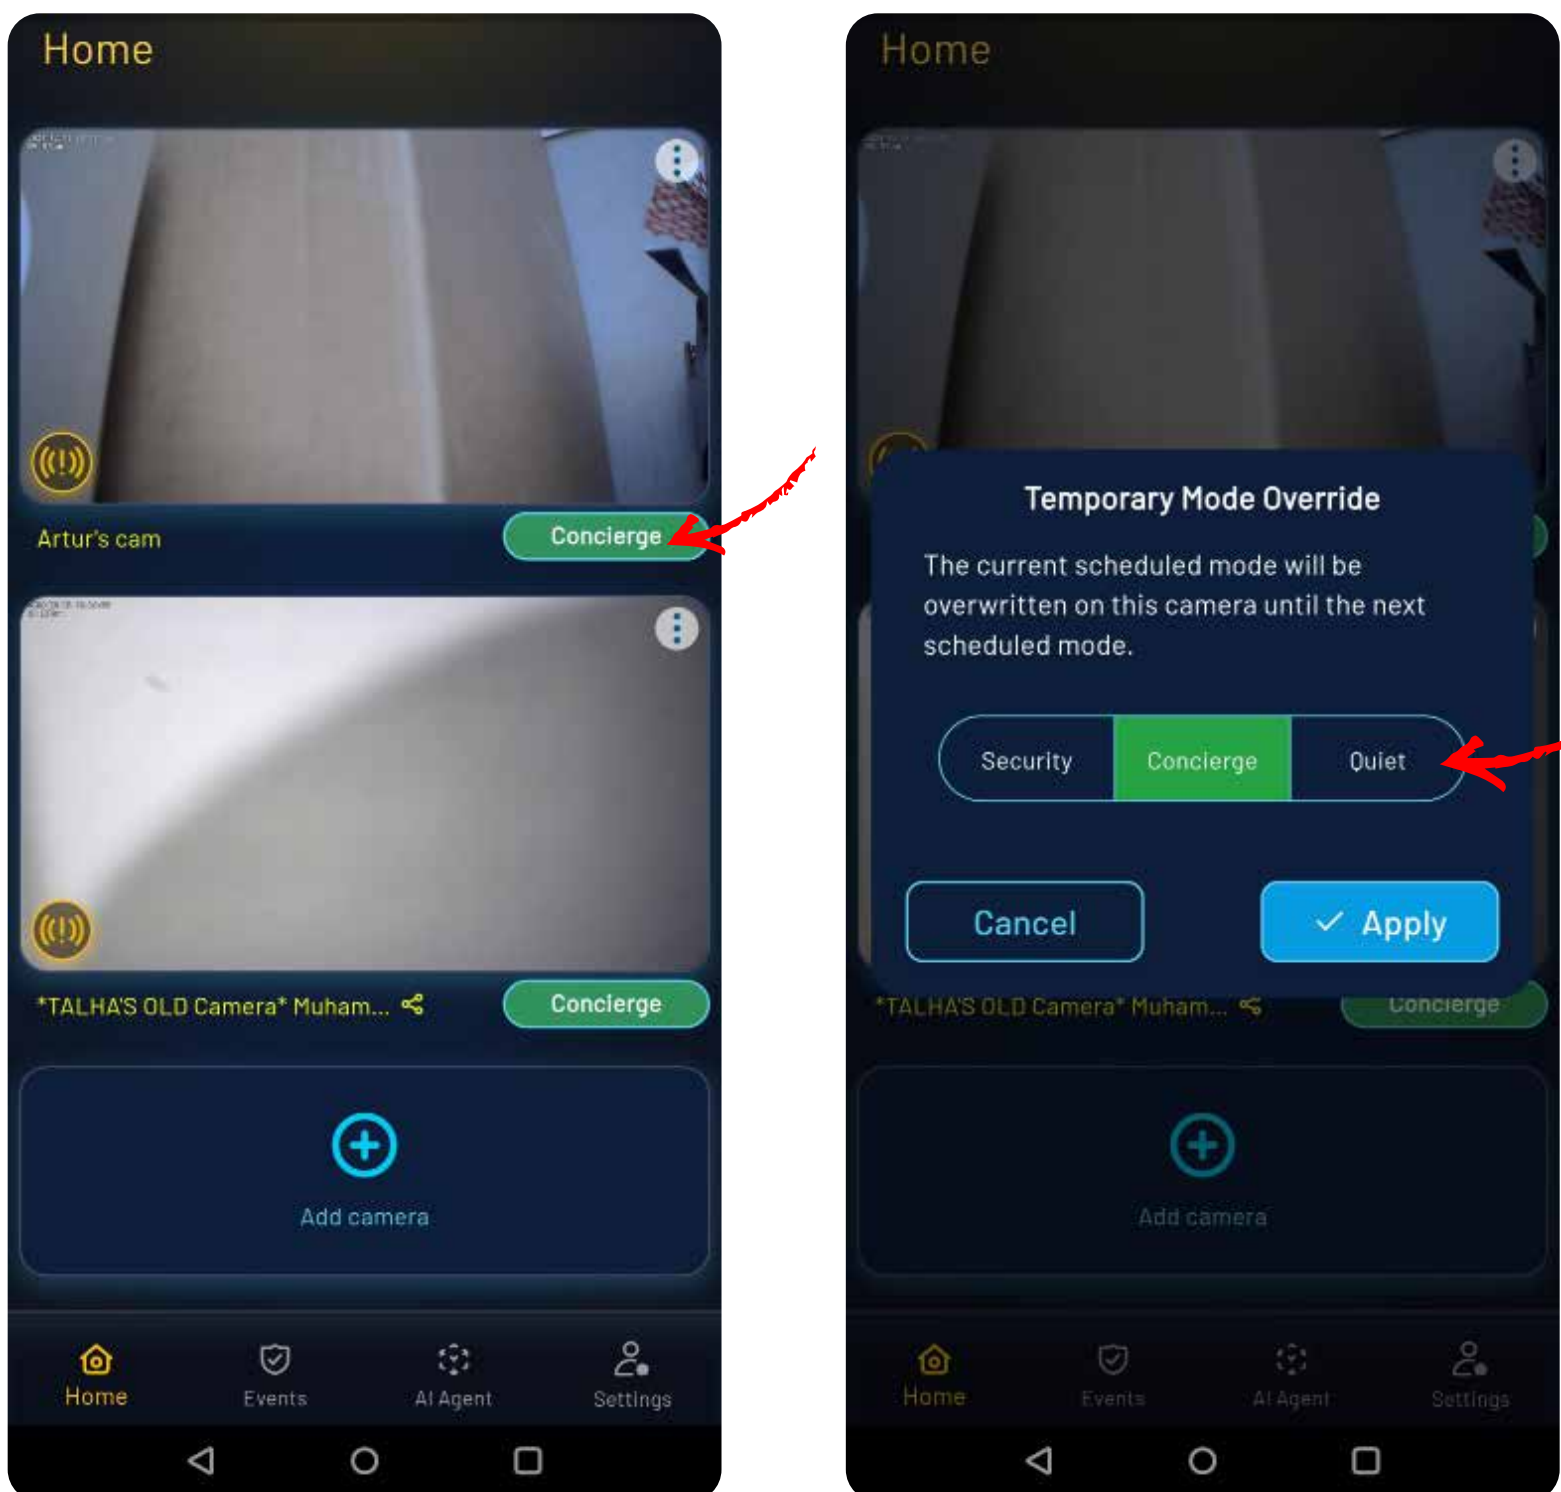 Home
Artur's cam
Concierge
*TALHA'S OLD Camera* Muham...
Concierge
Add camera
Home
Events
AI Agent
Settings
Home
Temporary Mode Override
The current scheduled mode will be
overwritten on this camera until the next
scheduled mode.
Security
Concierge
Quiet
Cancel
Apply
*TALHA'S OLD Camera* Muham...
Concierge
Add camera
Home
Events
AI Agent
Settings